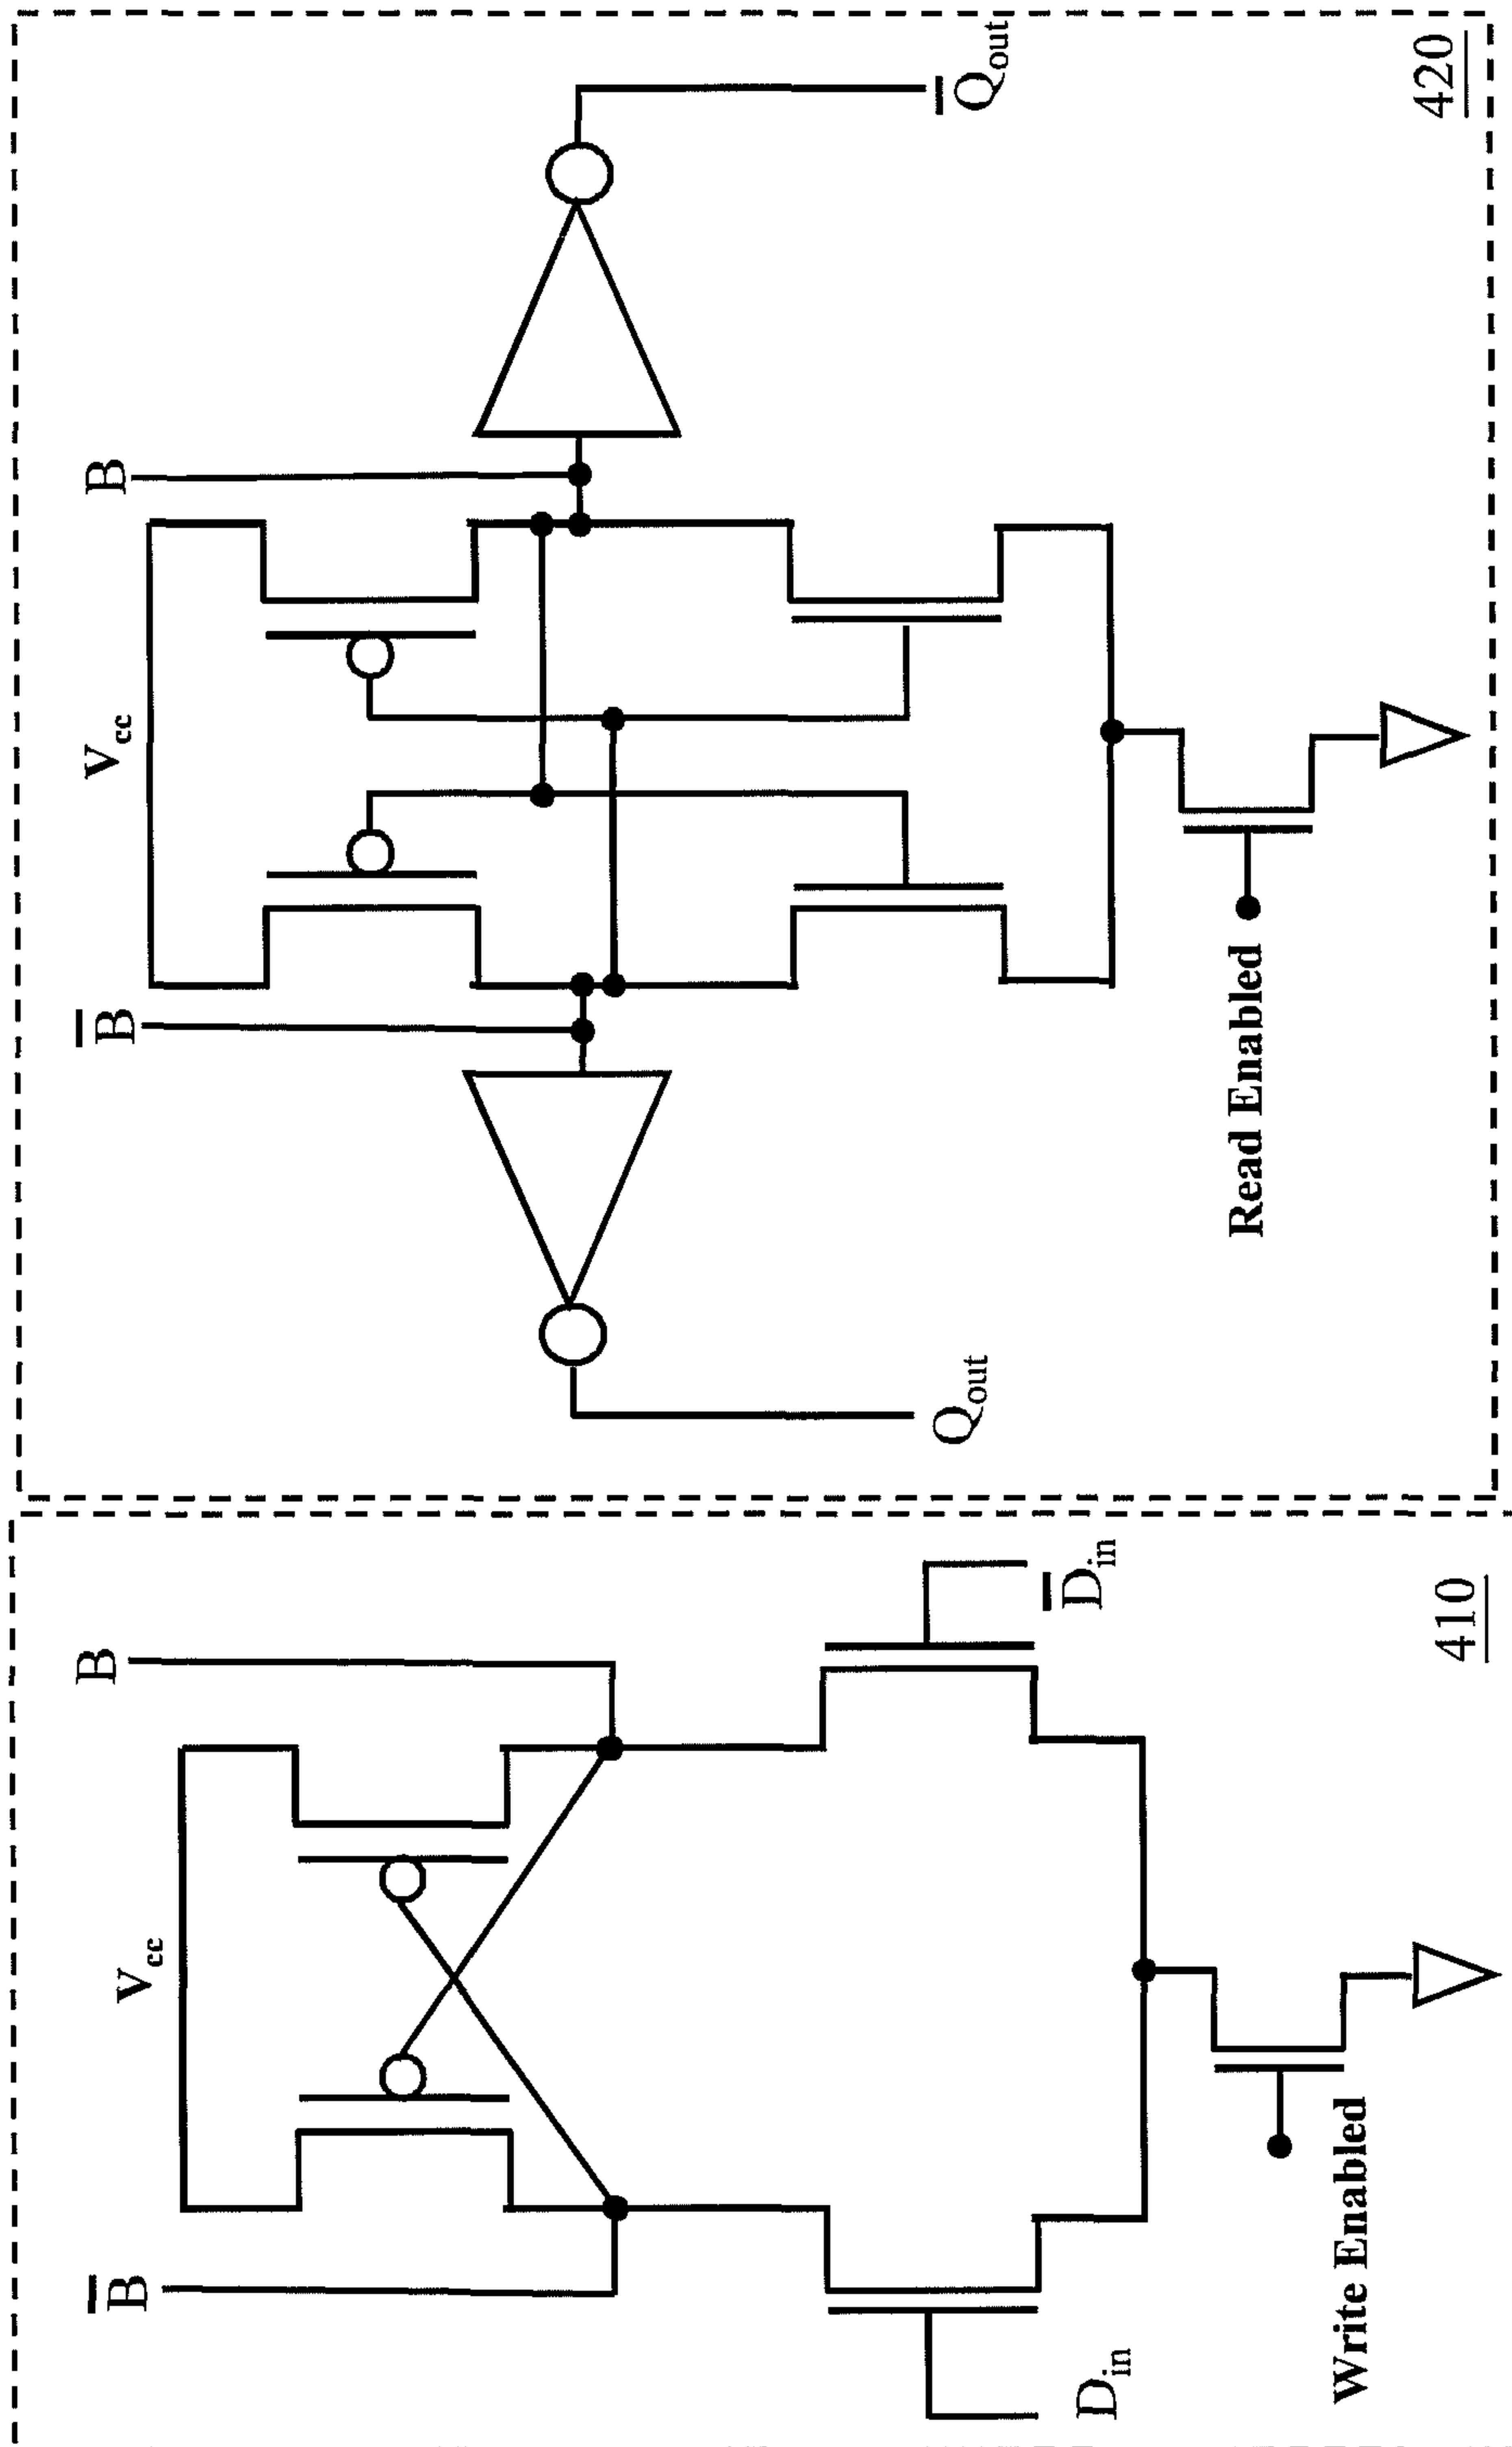 B̅
Vcc
B
Din
D̅in
Write Enabled
410
B̅
Vcc
B
Qout
Q̅out
Read Enabled
420